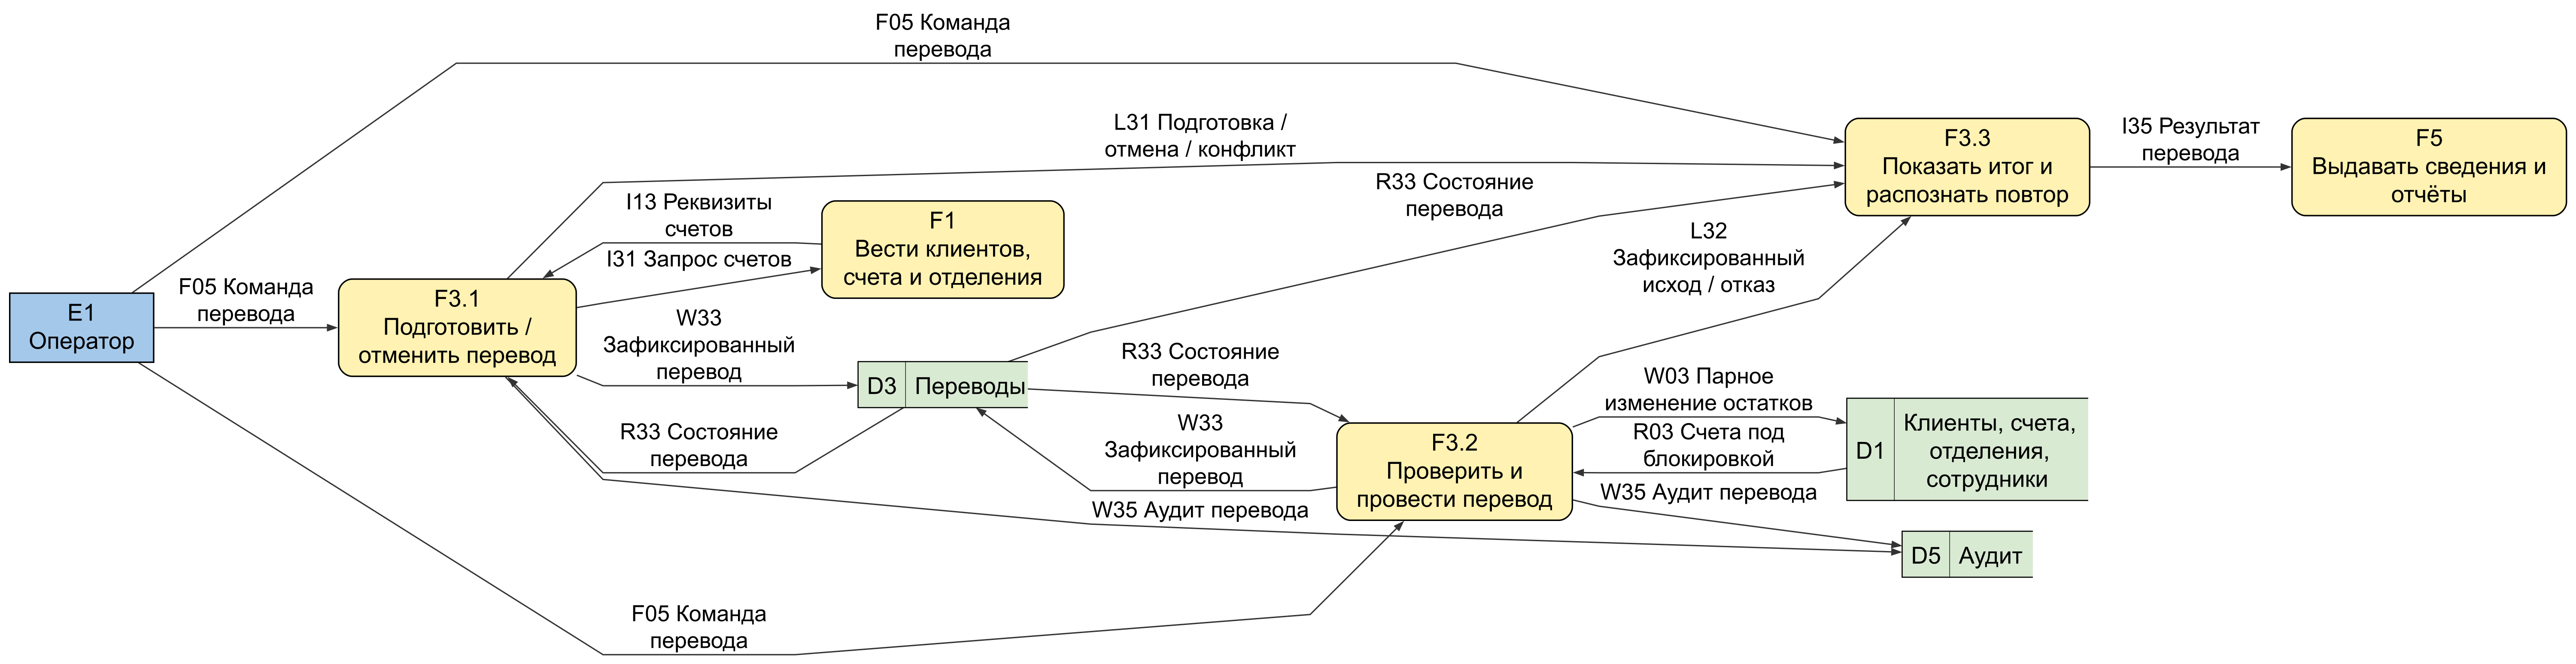 F05 Команда
перевода
L31 Подготовка /
отмена / конфликт
F3.3
Показать итог и
распознать повтор
I35 Результат
перевода
F5
Выдавать сведения и
отчёты
R33 Состояние
перевода
I13 Реквизиты
счетов
F1
Вести клиентов,
счета и отделения
I31 Запрос счетов
L32
Зафиксированный
исход / отказ
E1
Оператор
F05 Команда
перевода
F3.1
Подготовить /
отменить перевод
W33
Зафиксированный
перевод
D3
Переводы
R33 Состояние
перевода
W03 Парное
изменение остатков
R33 Состояние
перевода
W33
Зафиксированный
перевод
F3.2
Проверить и
провести перевод
R03 Счета под
блокировкой
D1
Клиенты, счета,
отделения,
сотрудники
W35 Аудит перевода
W35 Аудит перевода
D5
Аудит
F05 Команда
перевода